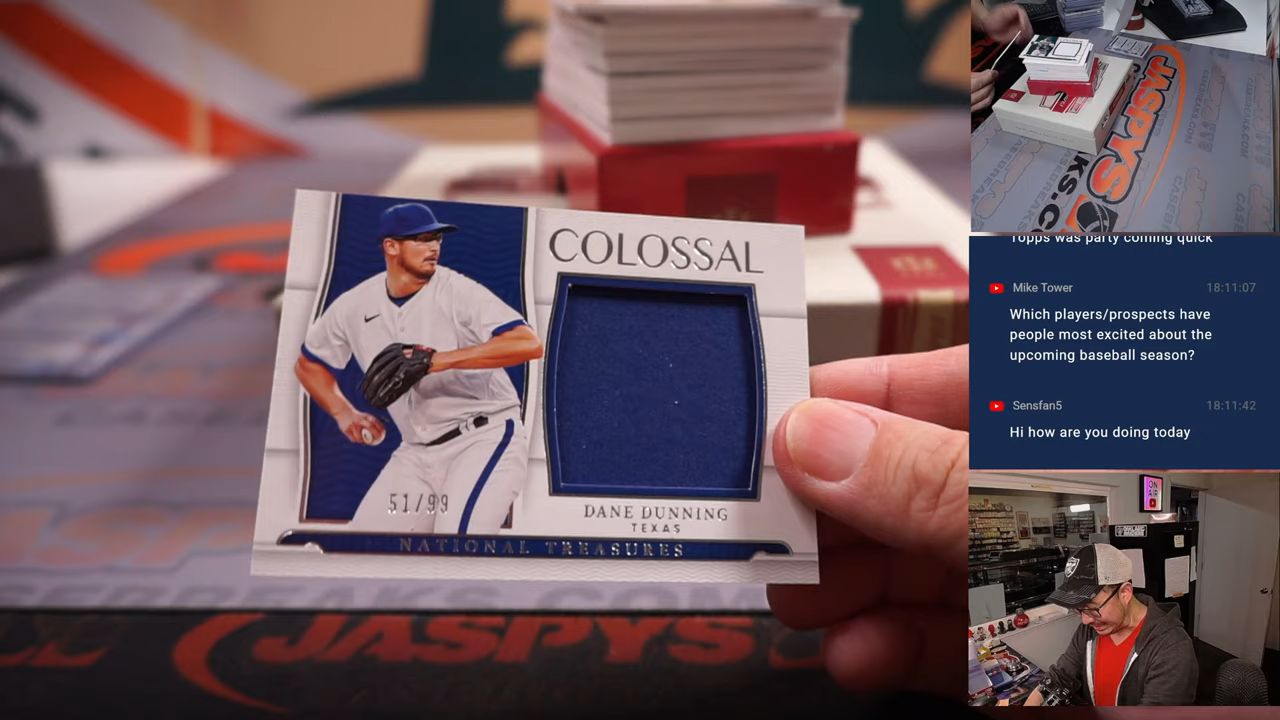 COLOSSAL
51/99
DANE DUNNING
TEXAS
NATIONAL TREASURES
JASPYS
JASPYS
KS.C
Topps was party coming quick
Mike Tower 18:11:07
Which players/prospects have
people most excited about the
upcoming baseball season?
Sensfan5 18:11:42
Hi how are you doing today
ON
AIR